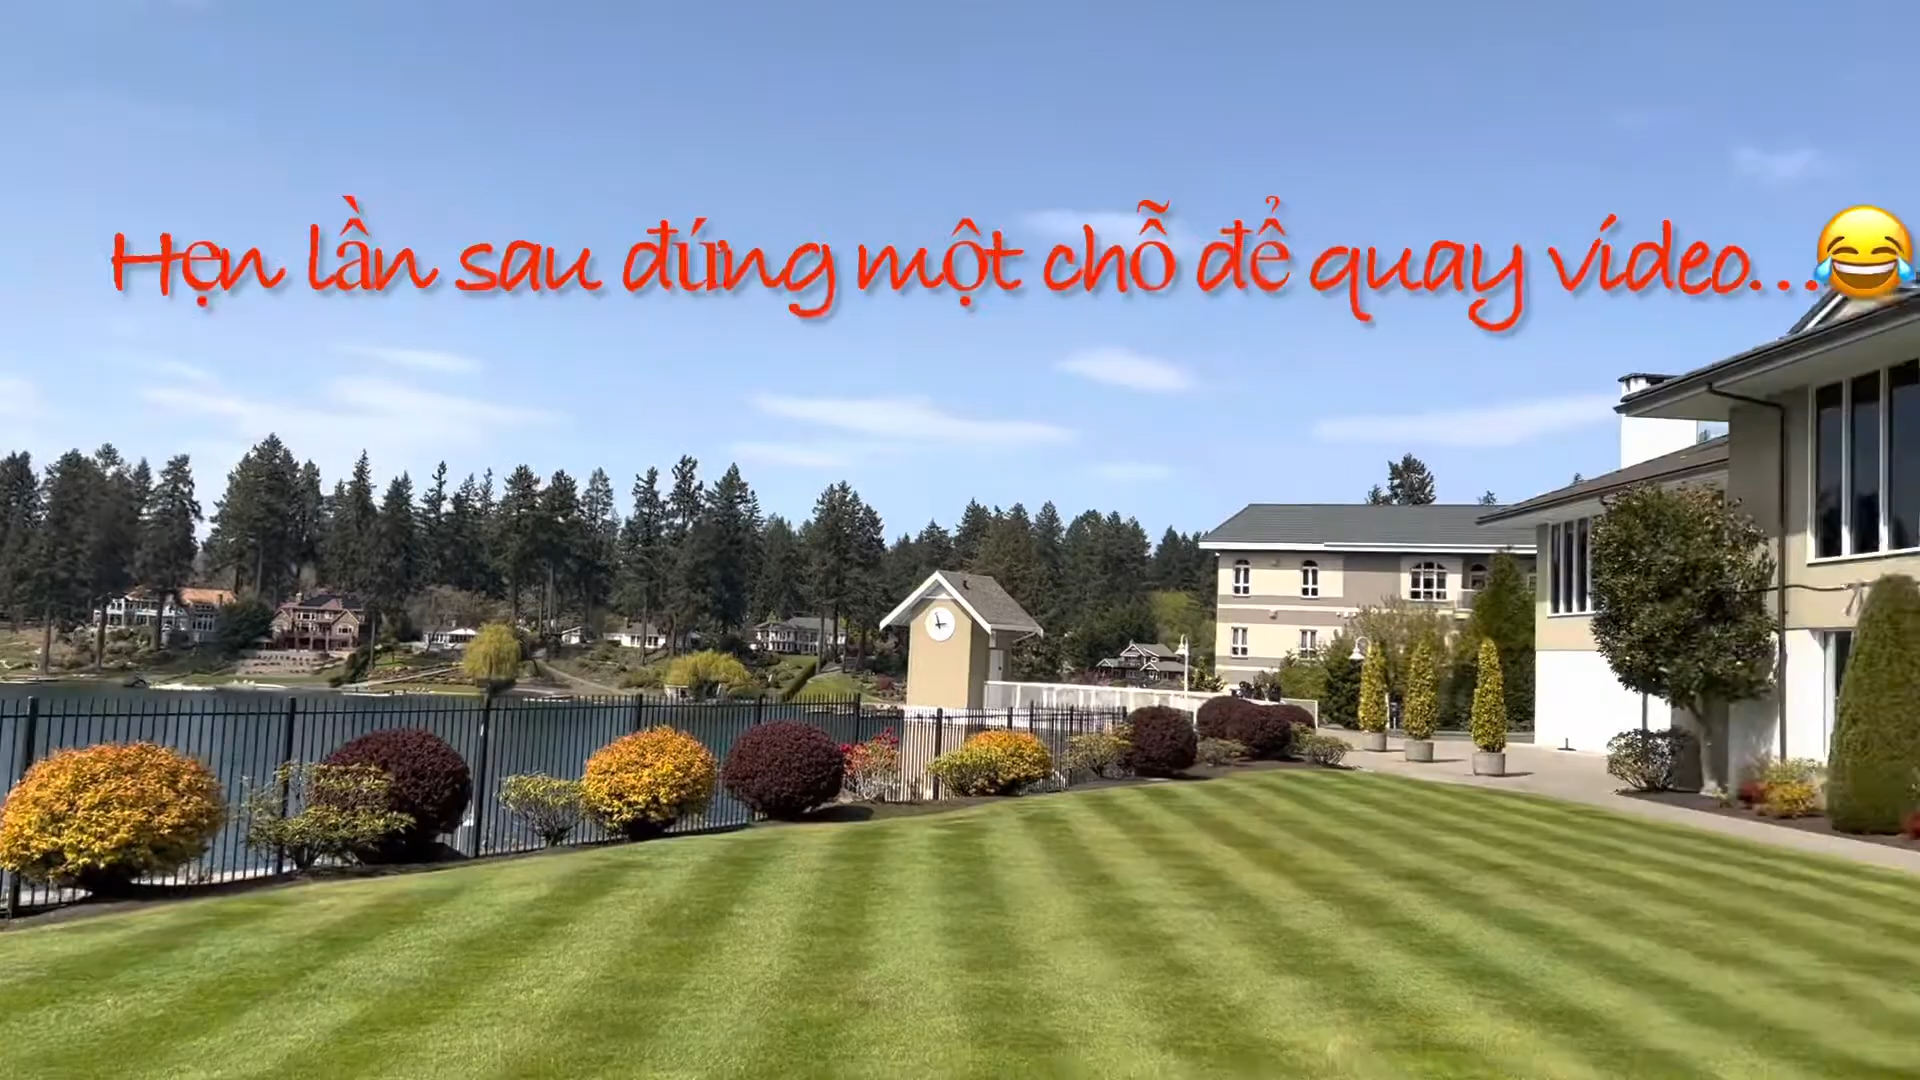 Hẹn lần sau đứng một chỗ để quay video...😂